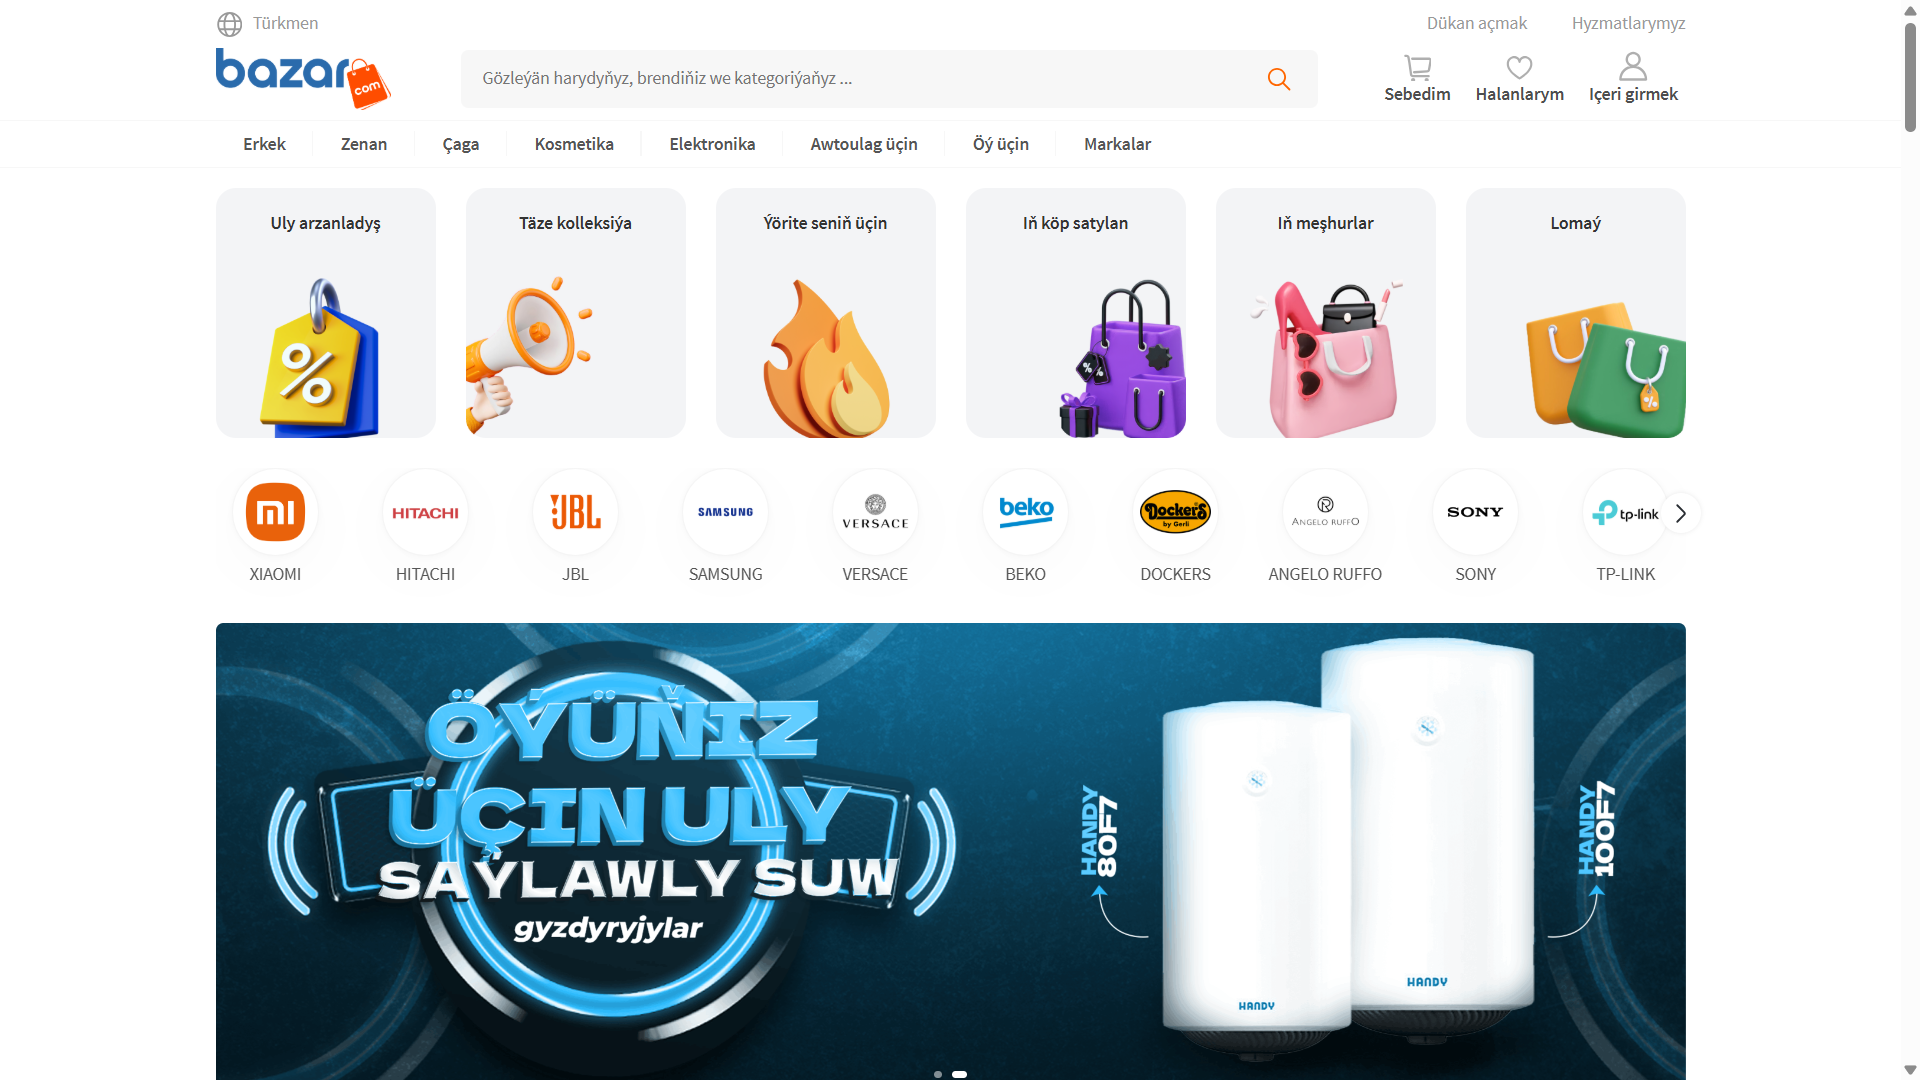 Türkmen
Dükan açmak
Hyzmatlarymyz
bazar
com
Gözleýän harydyňyz, brendiňiz we kategoriýaňyz ...
Sebedim
Halanlarym
Içeri girmek
Erkek
Zenan
Çaga
Kosmetika
Elektronika
Awtoulag üçin
Öý üçin
Markalar
Uly arzanladyş
Täze kolleksiýa
Ýörite seniň üçin
Iň köp satylan
Iň meşhurlar
Lomaý
%
%
%
mi
HITACHI
JBL
SAMSUNG
VERSACE
beko
Dockers
by Gerli
R
ANGELO RUFFO
SONY
tp-link
XIAOMI
HITACHI
JBL
SAMSUNG
VERSACE
BEKO
DOCKERS
ANGELO RUFFO
SONY
TP-LINK
ÖÝÜŇIZ
ÜÇIN ULY
SAÝLAWLY SUW
gyzdyryjylar
HANDY
80F7
HANDY
100F7
HANDY
HANDY